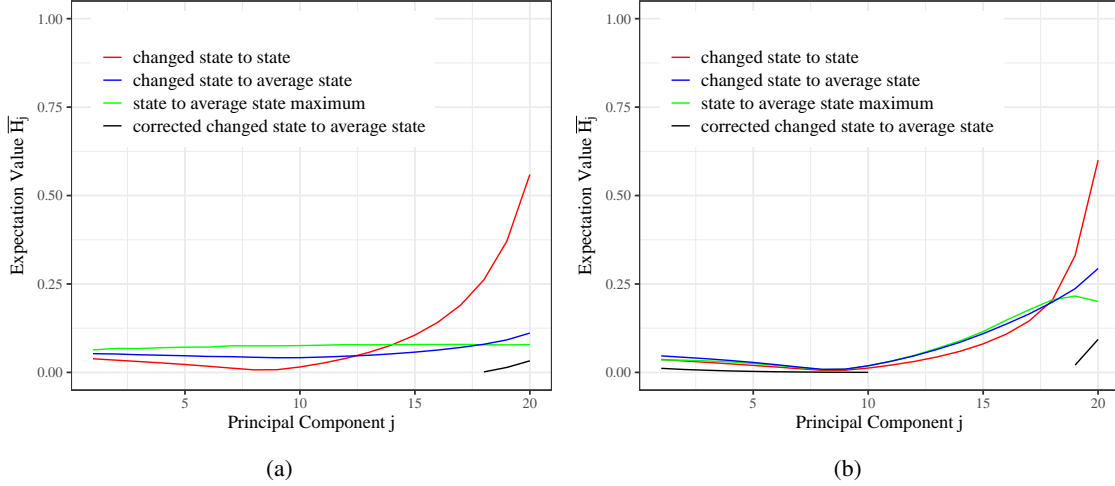 1.00
0.75
0.50
0.25
0.00
Expectation Value H̅j
changed state to state
changed state to average state
state to average state maximum
corrected changed state to average state
5 10 15 20
Principal Component j
(a)
1.00
0.75
0.50
0.25
0.00
Expectation Value H̅j
changed state to state
changed state to average state
state to average state maximum
corrected changed state to average state
5 10 15 20
Principal Component j
(b)